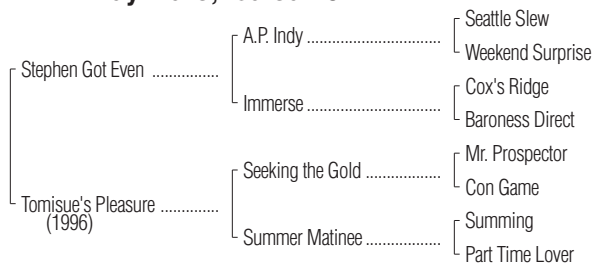 Seattle Slew
A.P. Indy ................................
Weekend Surprise
Stephen Got Even ................
Cox's Ridge
Immerse ................................
Baroness Direct
Mr. Prospector
Seeking the Gold ..................
Con Game
Tomisue's Pleasure ..............
(1996)
Summing
Summer Matinee ..................
Part Time Lover